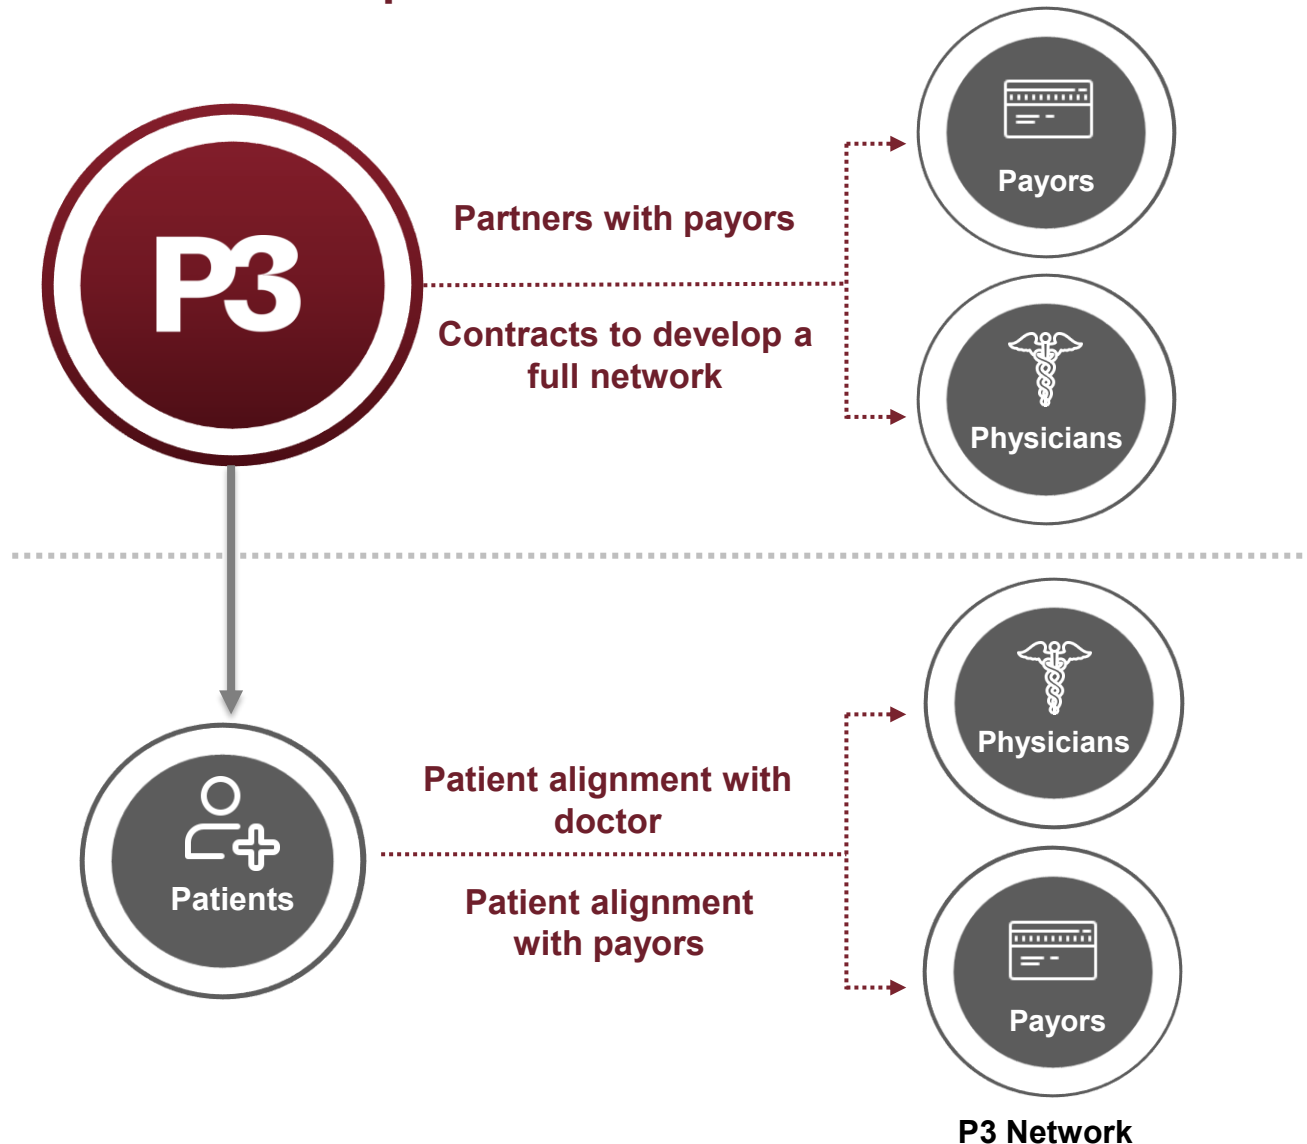 P3
Partners with payors
Contracts to develop a
full network
Payors
Physicians
Patients
Patient alignment with
doctor
Patient alignment
with payors
Physicians
Payors
P3 Network